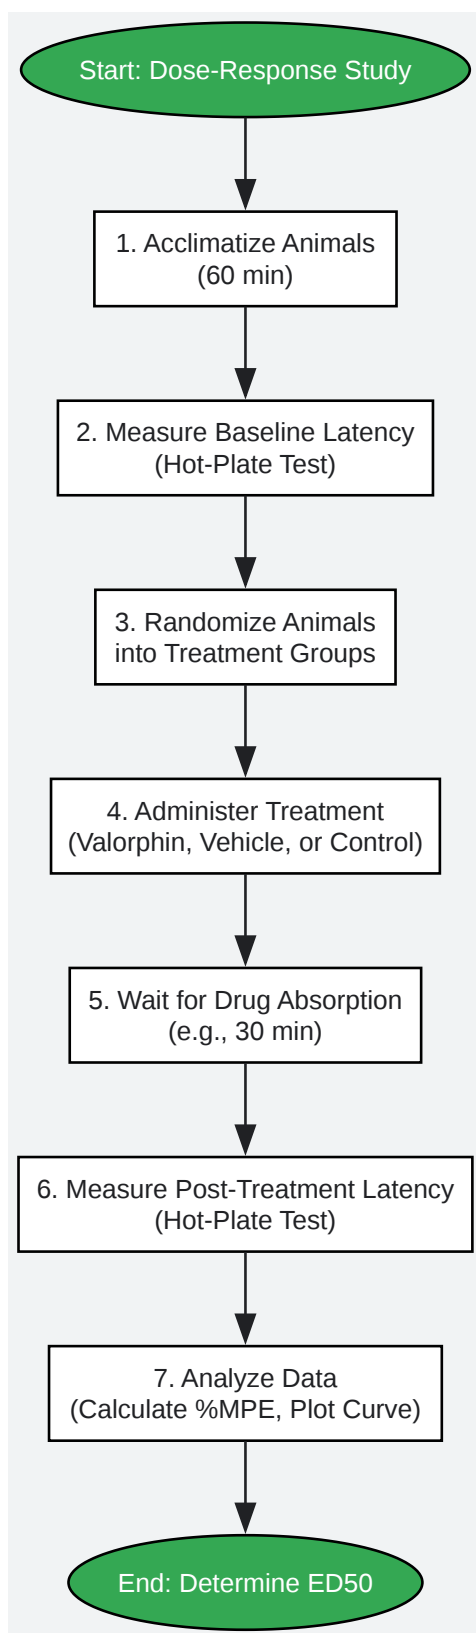 Start: Dose-Response Study
1. Acclimatize Animals
(60 min)
2. Measure Baseline Latency
(Hot-Plate Test)
3. Randomize Animals
into Treatment Groups
4. Administer Treatment
(Valorphin, Vehicle, or Control)
5. Wait for Drug Absorption
(e.g., 30 min)
6. Measure Post-Treatment Latency
(Hot-Plate Test)
7. Analyze Data
(Calculate %MPE, Plot Curve)
End: Determine ED50